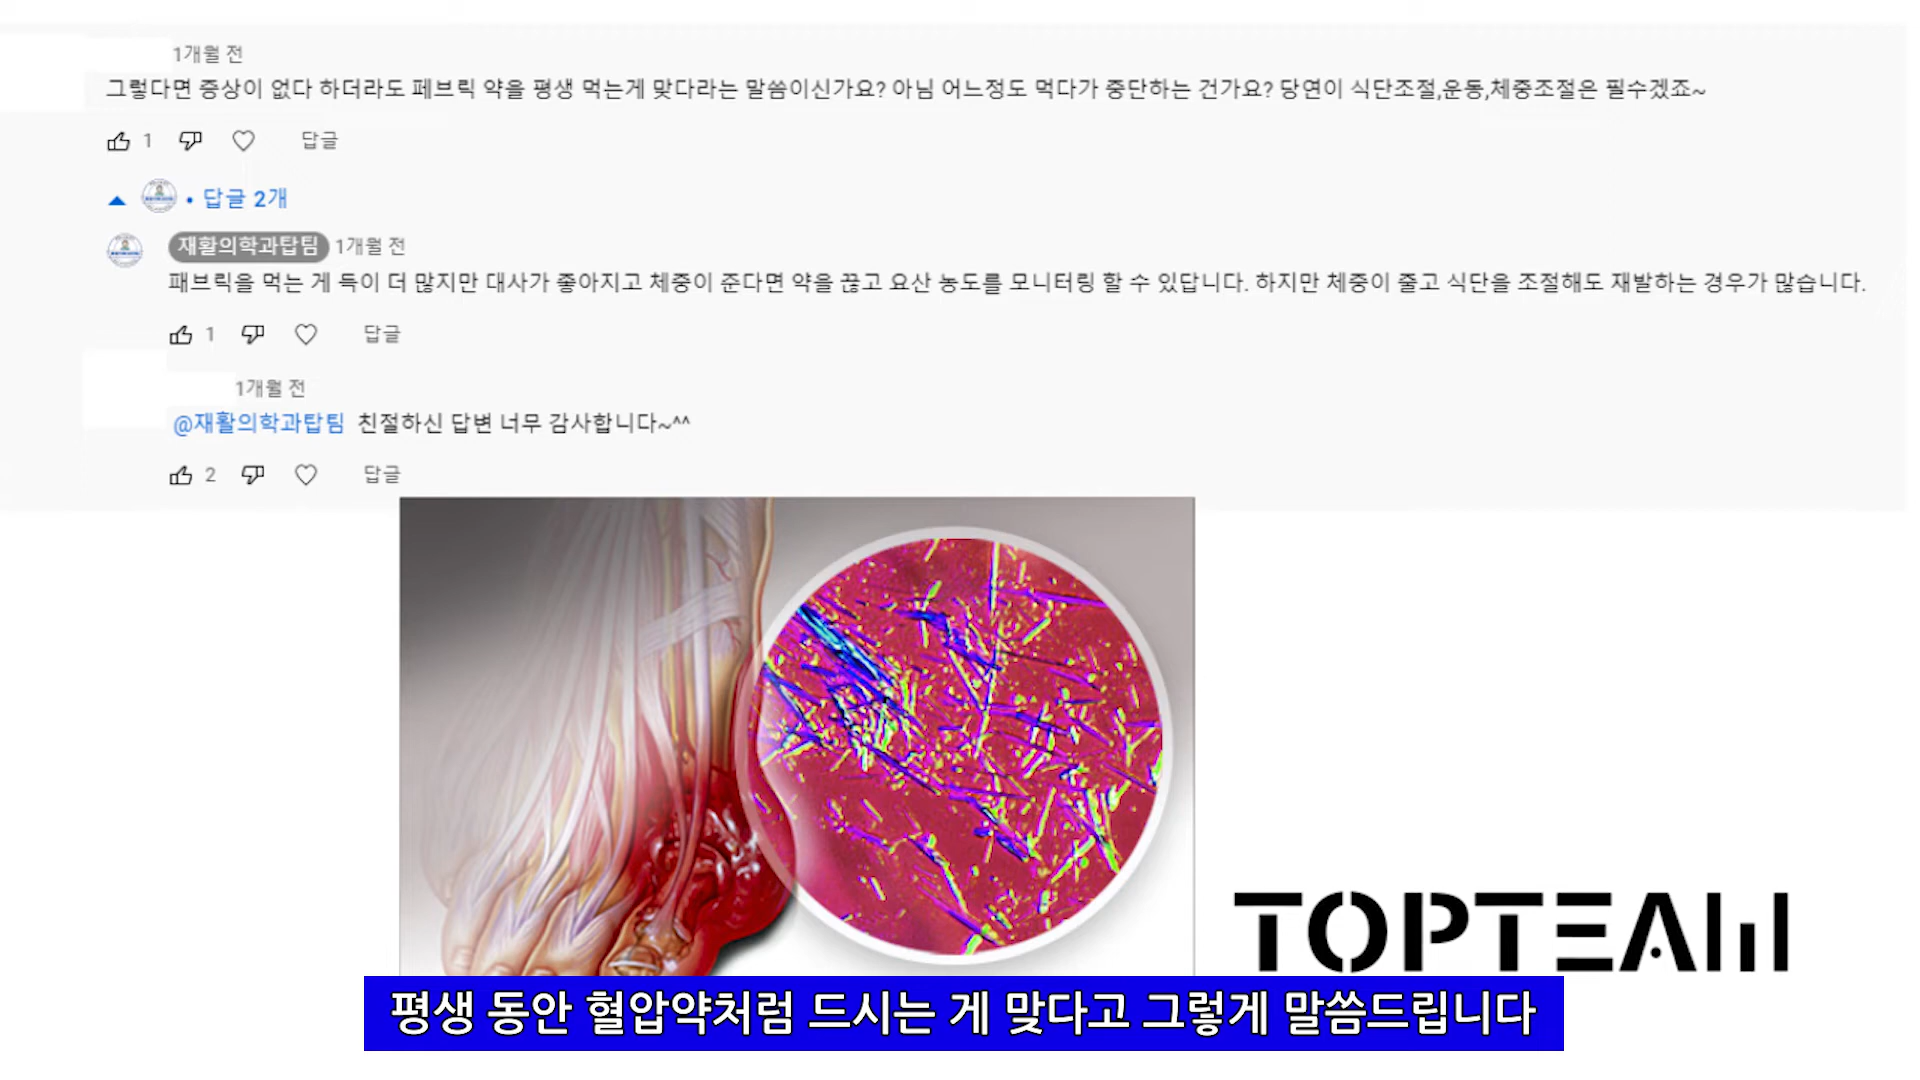 1개월 전
그렇다면 증상이 없다 하더라도 페브릭 약을 평생 먹는게 맞다라는 말씀이신가요? 아님 어느정도 먹다가 중단하는 건가요? 당연이 식단조절,운동,체중조절은 필수겠죠~
1 답글
답글 2개
재활의학과탑팀 1개월 전
패브릭을 먹는 게 득이 더 많지만 대사가 좋아지고 체중이 준다면 약을 끊고 요산 농도를 모니터링 할 수 있답니다. 하지만 체중이 줄고 식단을 조절해도 재발하는 경우가 많습니다.
1 답글
1개월 전
@재활의학과탑팀 친절하신 답변 너무 감사합니다~^^
2 답글
TOPTEAM
평생 동안 혈압약처럼 드시는 게 맞다고 그렇게 말씀드립니다